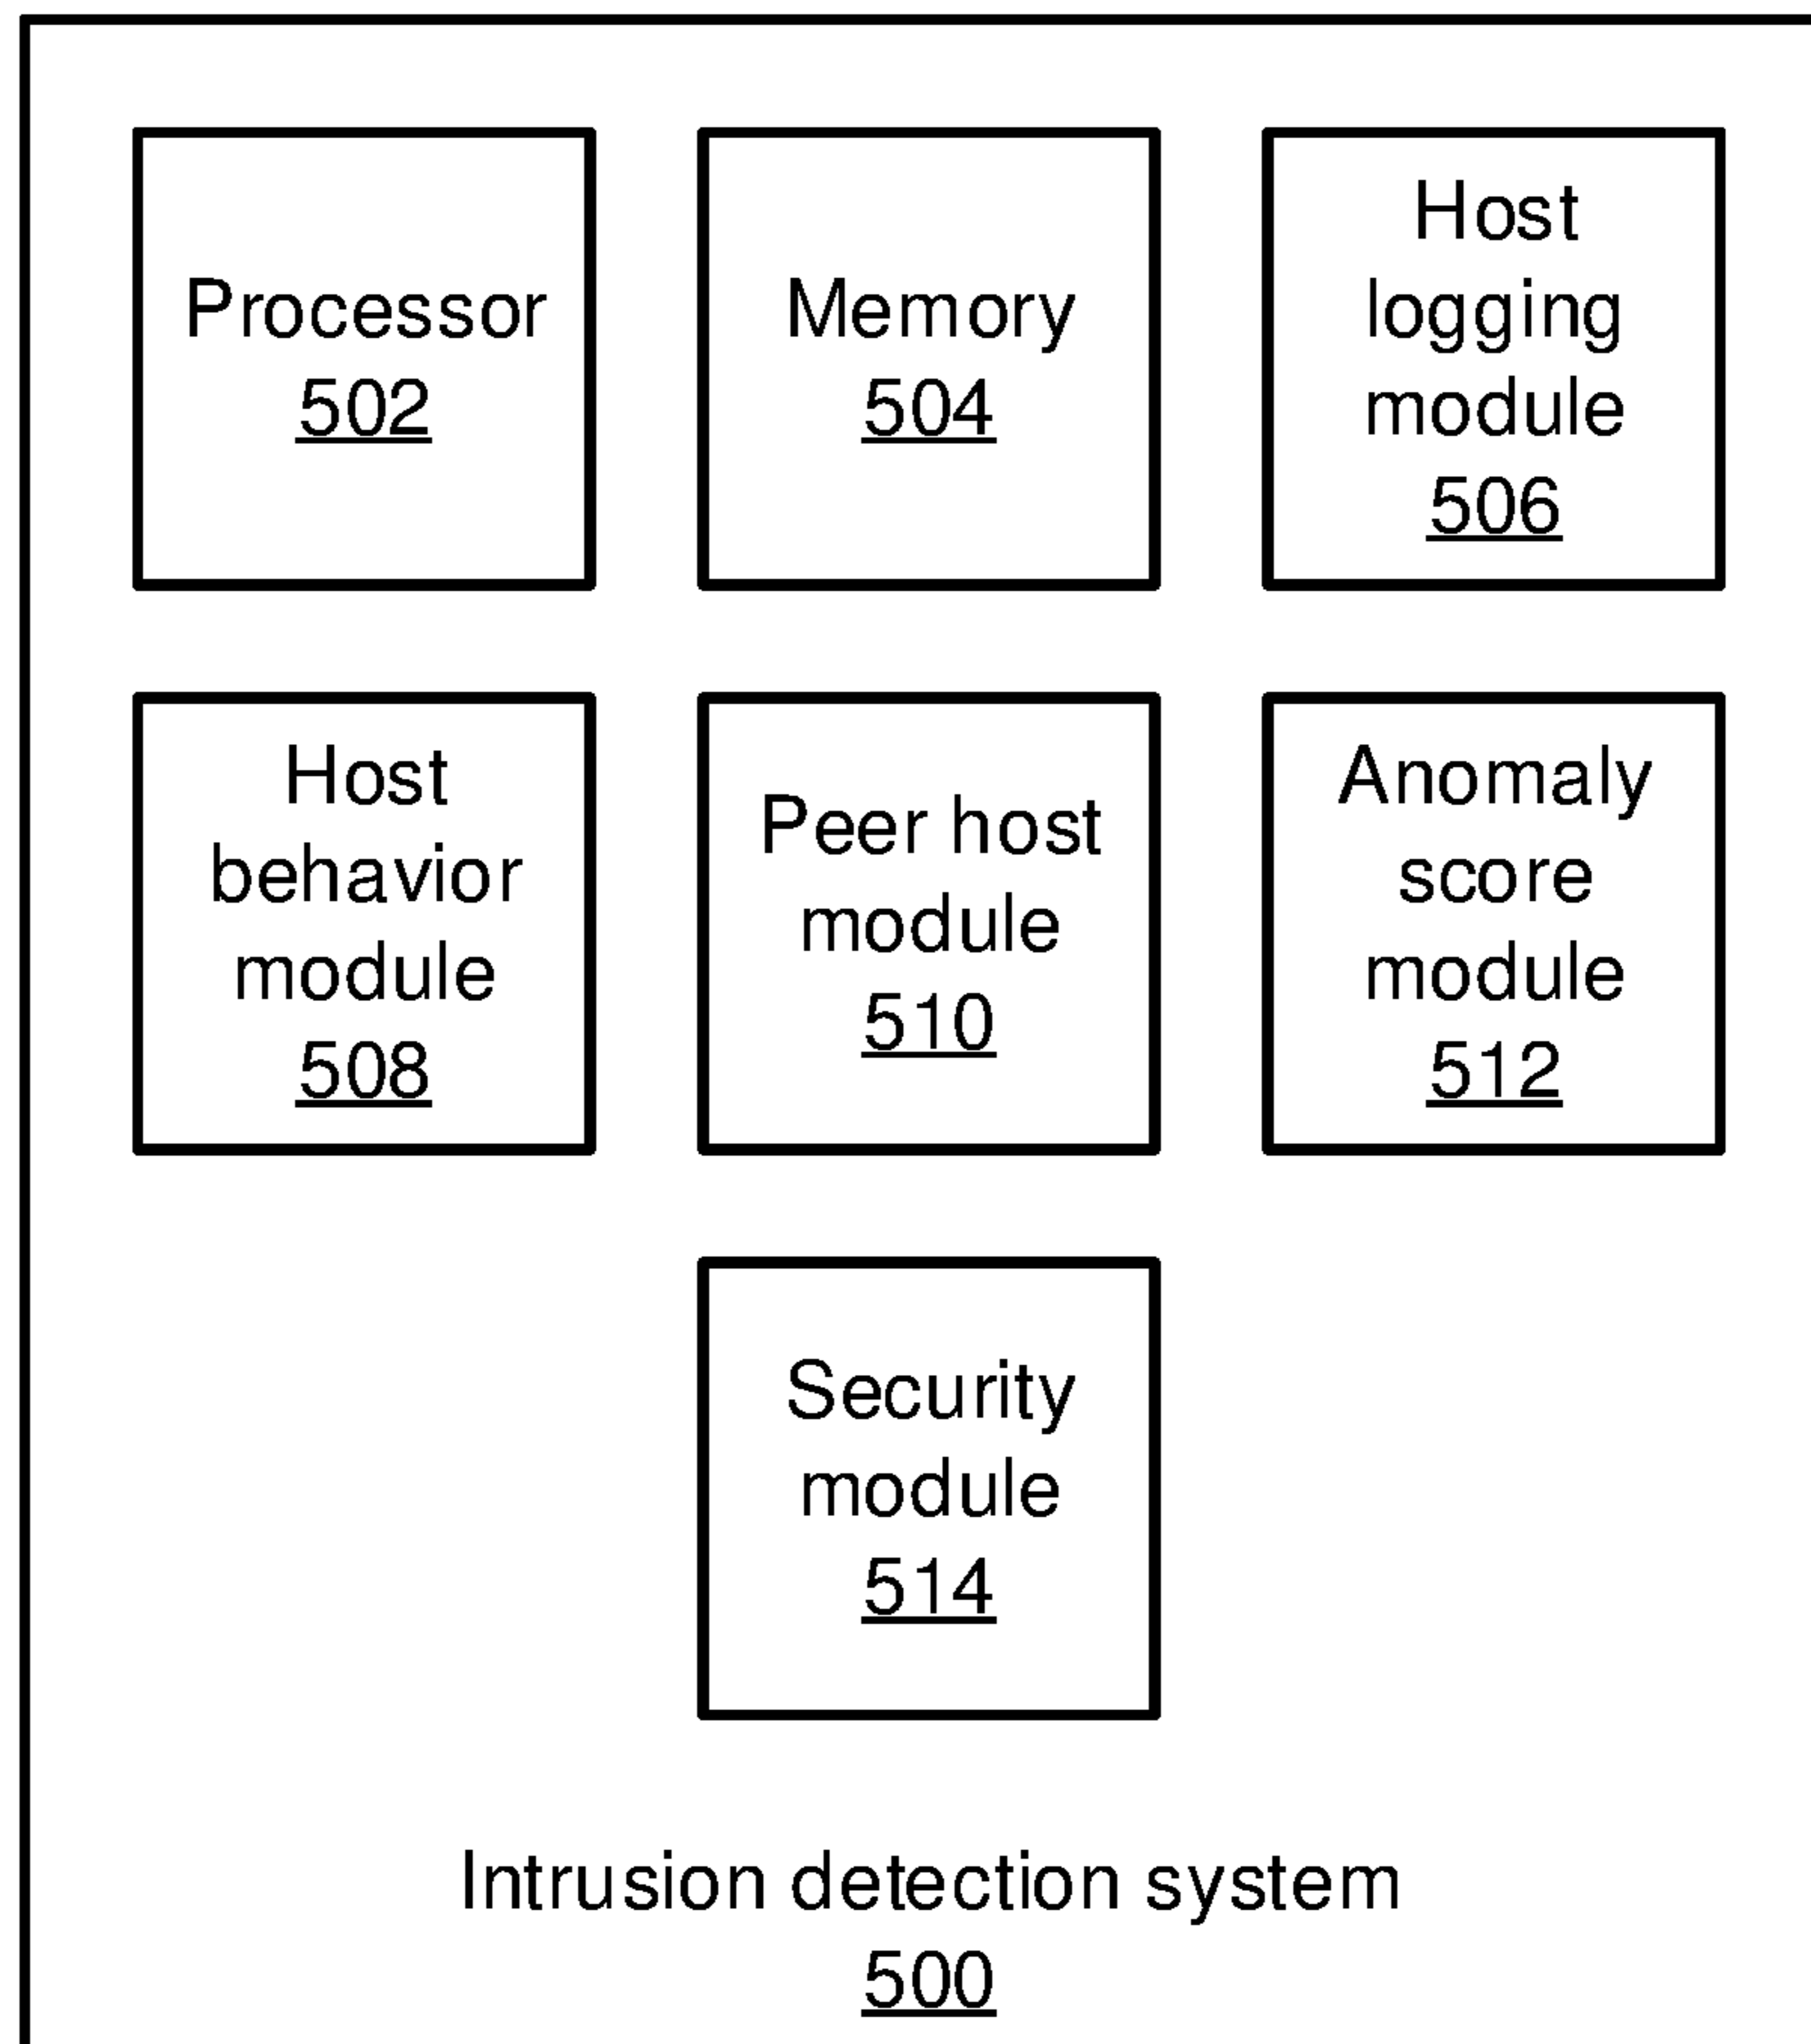 Processor
502
Memory
504
Host
logging
module
506
Host
behavior
module
508
Peer host
module
510
Anomaly
score
module
512
Security
module
514
Intrusion detection system
500